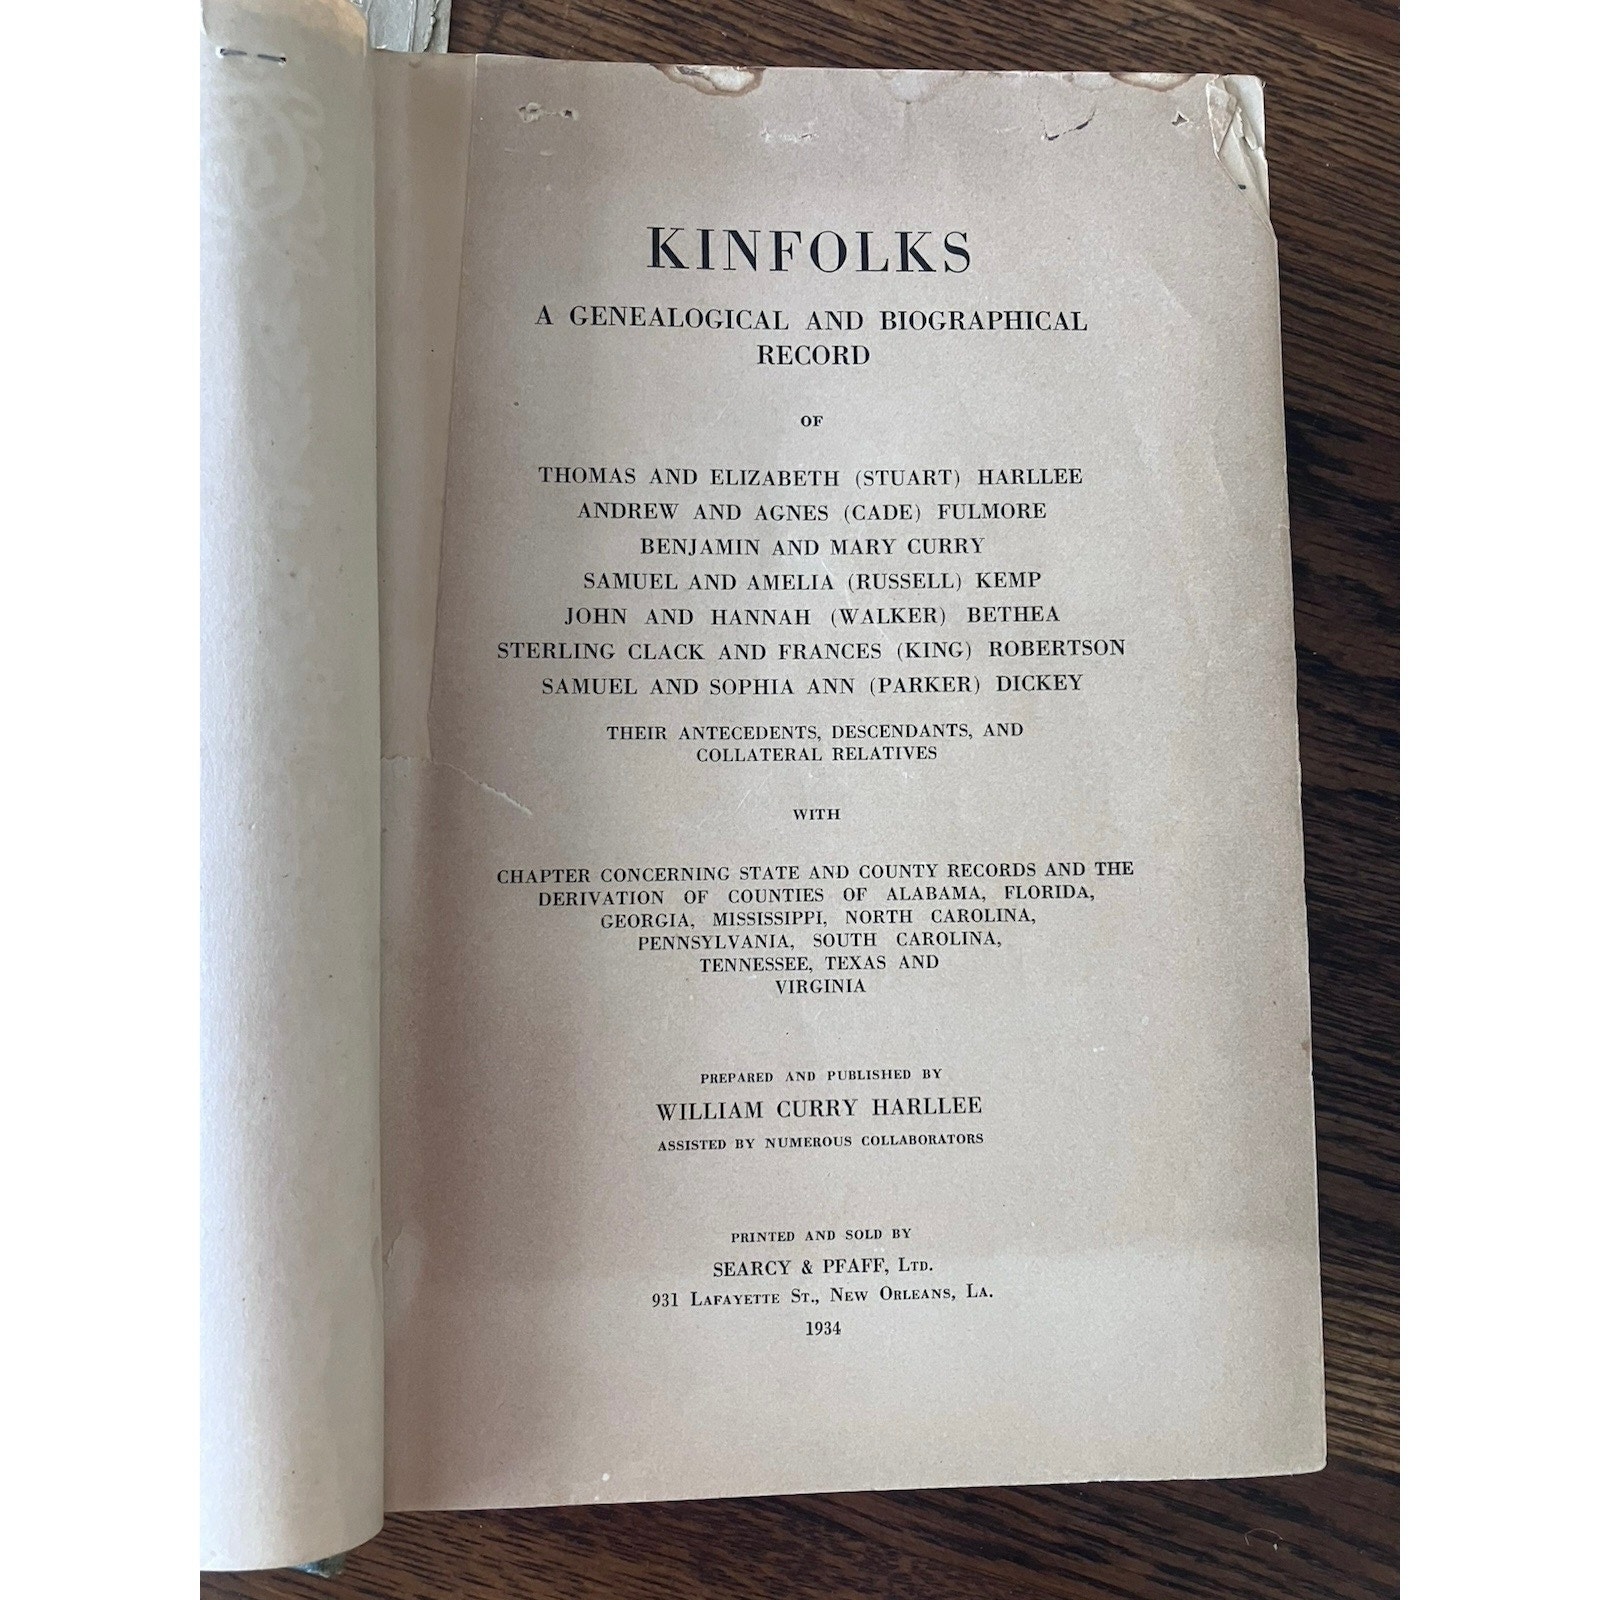 KINFOLKS
A GENEALOGICAL AND BIOGRAPHICAL
RECORD
OF
THOMAS AND ELIZABETH (STUART) HARLLEE
ANDREW AND AGNES (CADE) FULMORE
BENJAMIN AND MARY CURRY
SAMUEL AND AMELIA (RUSSELL) KEMP
JOHN AND HANNAH (WALKER) BETHEA
STERLING CLACK AND FRANCES (KING) ROBERTSON
SAMUEL AND SOPHIA ANN (PARKER) DICKEY
THEIR ANTECEDENTS, DESCENDANTS, AND
COLLATERAL RELATIVES
WITH
CHAPTER CONCERNING STATE AND COUNTY RECORDS AND THE
DERIVATION OF COUNTIES OF ALABAMA, FLORIDA,
GEORGIA, MISSISSIPPI, NORTH CAROLINA,
PENNSYLVANIA, SOUTH CAROLINA,
TENNESSEE, TEXAS AND
VIRGINIA
PREPARED AND PUBLISHED BY
WILLIAM CURRY HARLLEE
ASSISTED BY NUMEROUS COLLABORATORS
PRINTED AND SOLD BY
SEARCY & PFAFF, LTD.
931 LAFAYETTE ST., NEW ORLEANS, LA.
1934